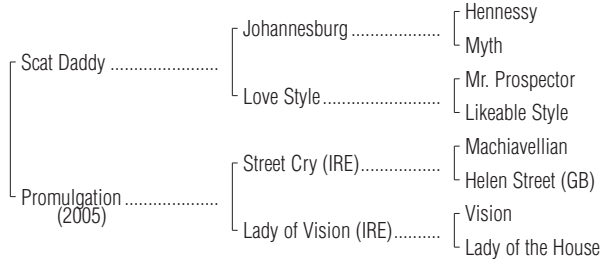 Hennessy
Johannesburg ....................
Myth
Scat Daddy ........................
Mr. Prospector
Love Style..........................
Likeable Style
Machiavellian
Street Cry (IRE)..................
Helen Street (GB)
Promulgation .....................
(2005)
Vision
Lady of Vision (IRE)..........
Lady of the House